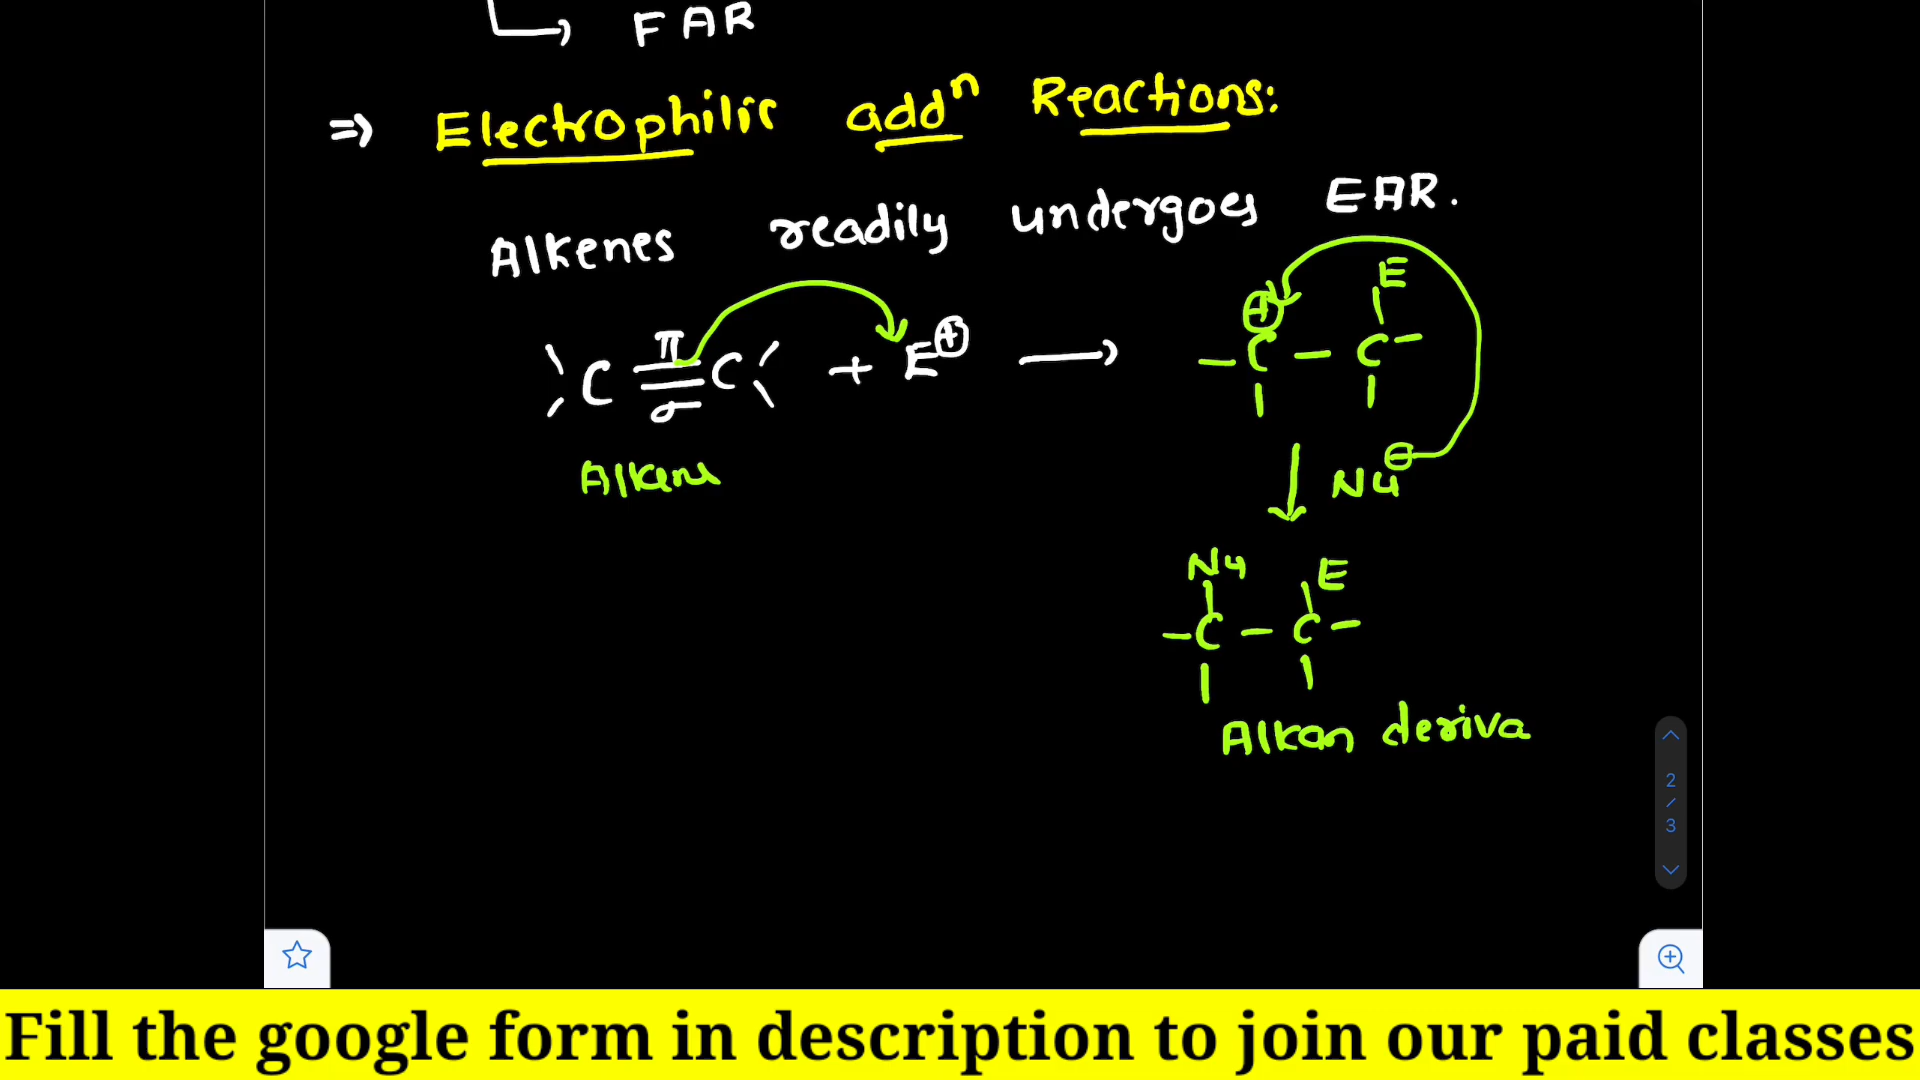 FAR
⇒ Electrophilic addⁿ Reactions:
Alkenes readily undergoes EAR.
E
π
⊕
C = C + E⊕ ⟶ - C - C -
σ
Alkene
↓ Nu⊖
Nu E
- C - C -
Alkan deriva
2
/
3
Fill the google form in description to join our paid classes